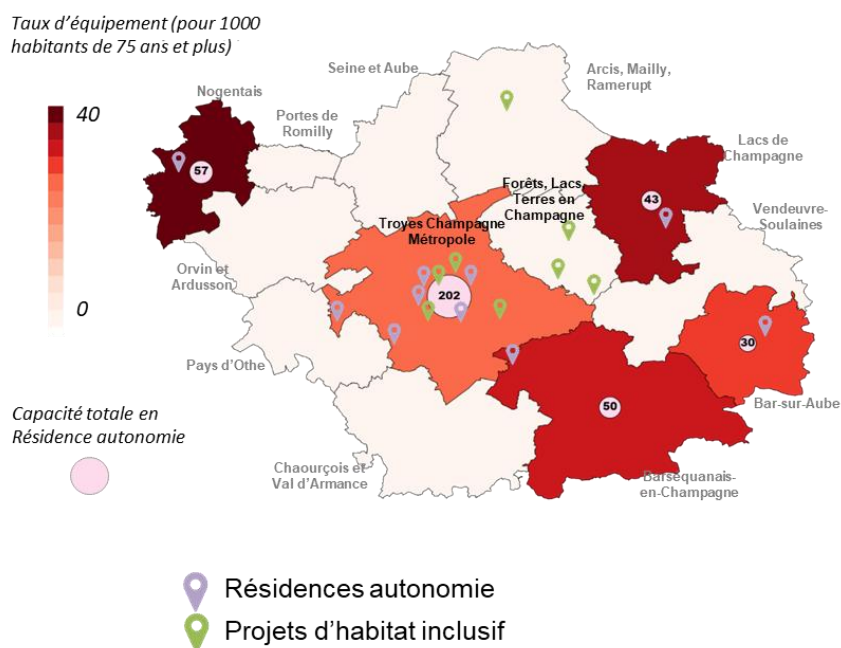 Taux d'équipement (pour 1000
habitants de 75 ans et plus)
40
0
Capacité totale en
Résidence autonomie
Nogentais
Portes de
Romilly
Seine et Aube
Arcis, Mailly,
Ramerupt
Lacs de
Champagne
Forêts, Lacs,
Terres en
Champagne
Vendeuvre-
Soulaines
Troyes Champagne
Métropole
Orvin et
Ardusson
Pays d'Othe
Bar-sur-Aube
Chaourçois et
Val d'Armance
Barséquanais-
en-Champagne
57
43
202
30
50
Résidences autonomie
Projets d'habitat inclusif